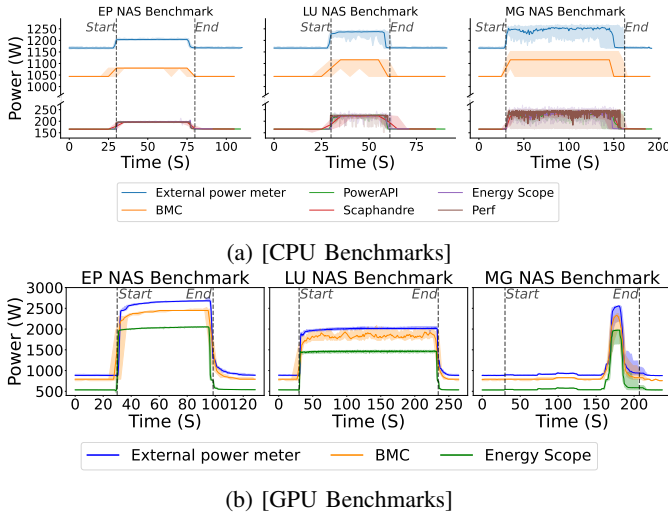 EP NAS Benchmark LU NAS Benchmark MG NAS Benchmark
Start End Start End Start End
Power (W)
1250
1200
1150
1100
1050
1000
250
200
150
0 25 50 75 100 0 25 50 75 0 50 100 150 200
Time (S) Time (S) Time (S)
External power meter PowerAPI Energy Scope
BMC Scaphandre Perf
(a) [CPU Benchmarks]
EP NAS Benchmark LU NAS Benchmark MG NAS Benchmark
Start End Start End Start End
Power (W)
3000
2500
2000
1500
1000
500
0 20 40 60 80 100 120 0 50 100 150 200 250 0 50 100 150 200
Time (S) Time (S) Time (S)
External power meter BMC Energy Scope
(b) [GPU Benchmarks]